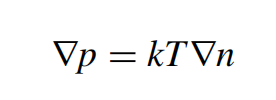 ∇p = kT∇n